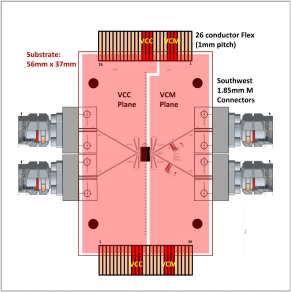 VCC VCM
26 conductor Flex
(1mm pitch)
26 1
Substrate:
56mm x 37mm
VCC
Plane
VCM
Plane
Southwest
1.85mm M
Connectors
1 26
VCC VCM